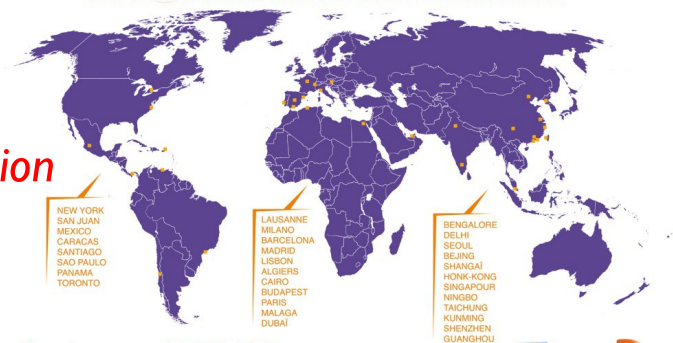 ion
NEW YORK
SAN JUAN
MEXICO
CARACAS
SANTIAGO
SAO PAULO
PANAMA
TORONTO
LAUSANNE
MILANO
BARCELONA
MADRID
LISBON
ALGIERS
CAIRO
BUDAPEST
PARIS
MALAGA
DUBAÏ
BENGALORE
DELHI
SEOUL
BEJING
SHANGAÏ
HONK-KONG
SINGAPOUR
NINGBO
TAICHUNG
KUNMING
SHENZHEN
GUANGHOU